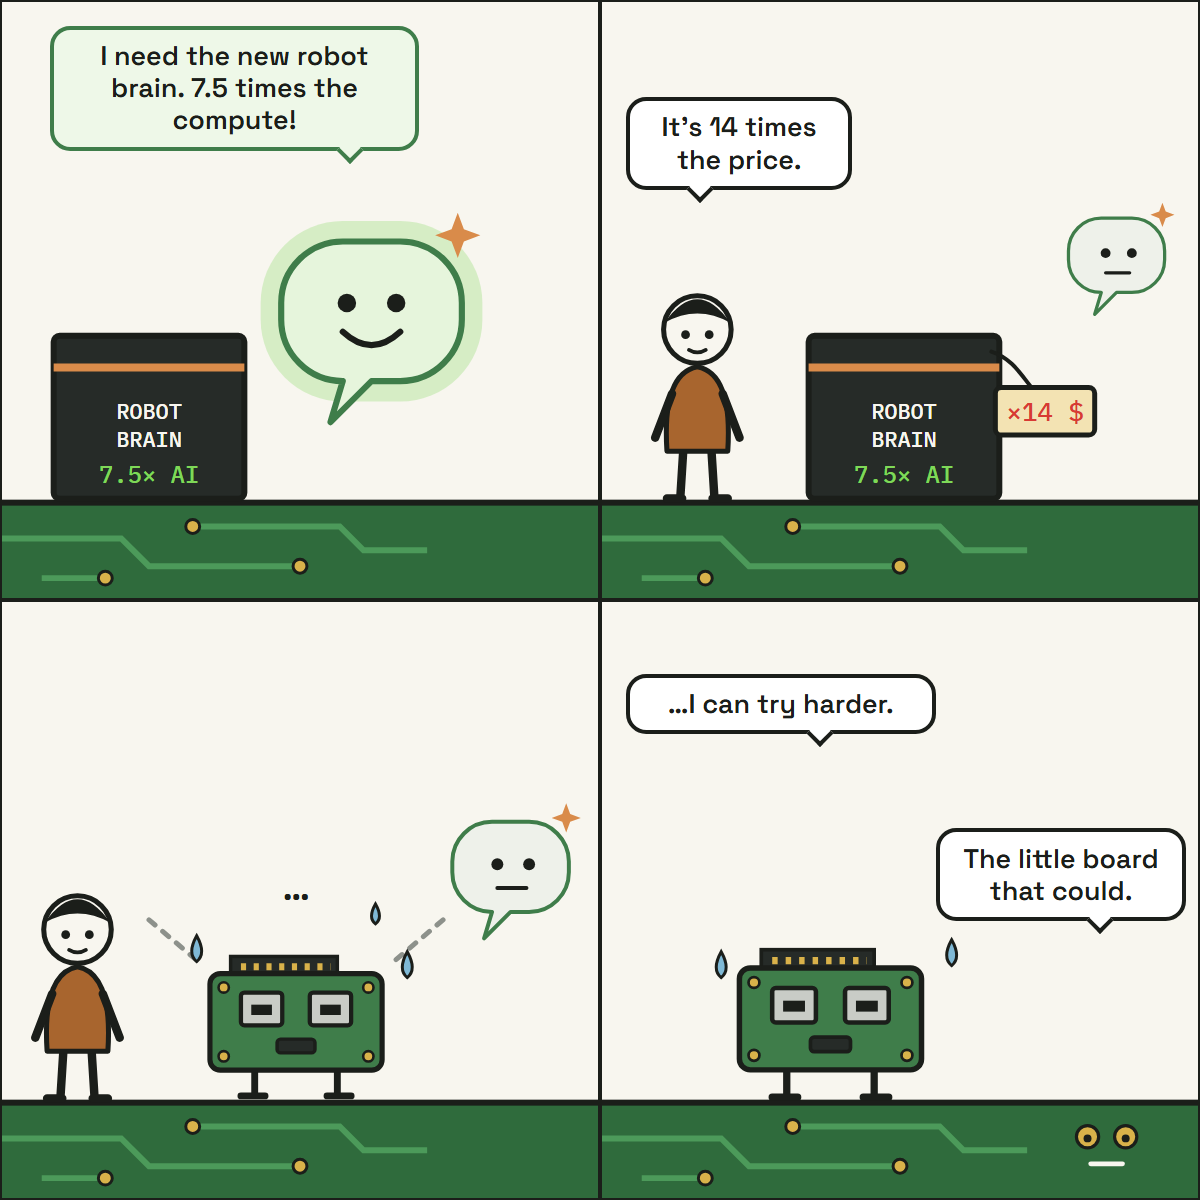 I need the new robot
brain. 7.5 times the
compute!
ROBOT
BRAIN
7.5× AI
It's 14 times
the price.
ROBOT
BRAIN
7.5× AI
×14 $
...
...I can try harder.
The little board
that could.